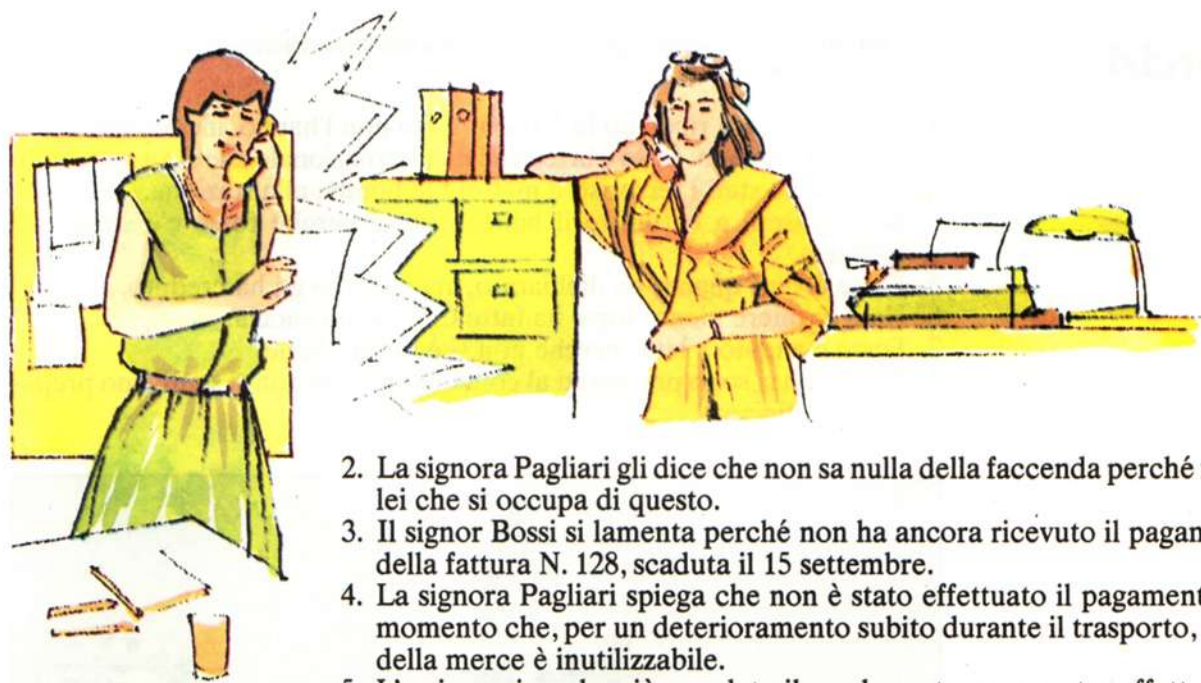 2. La signora Pagliari gli dice che non sa nulla della faccenda perché
lei che si occupa di questo.
3. Il signor Bossi si lamenta perché non ha ancora ricevuto il
della fattura N. 128, scaduta il 15 settembre.
4. La signora Pagliari spiega che non è stato effettuato il
momento che, per un deterioramento subito durante il trasporto,
della merce è inutilizzabile.